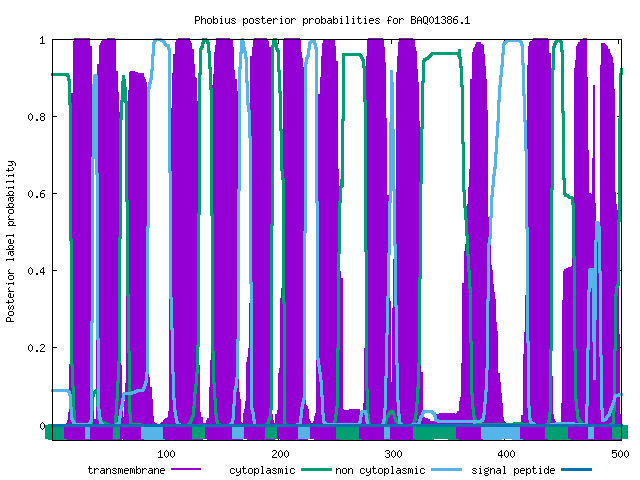 Phobius posterior probabilities for BAQ01386.1
1
0.8
0.6
0.4
0.2
0
Posterior label probability
100 200 300 400 500
transmembrane cytoplasmic non cytoplasmic signal peptide